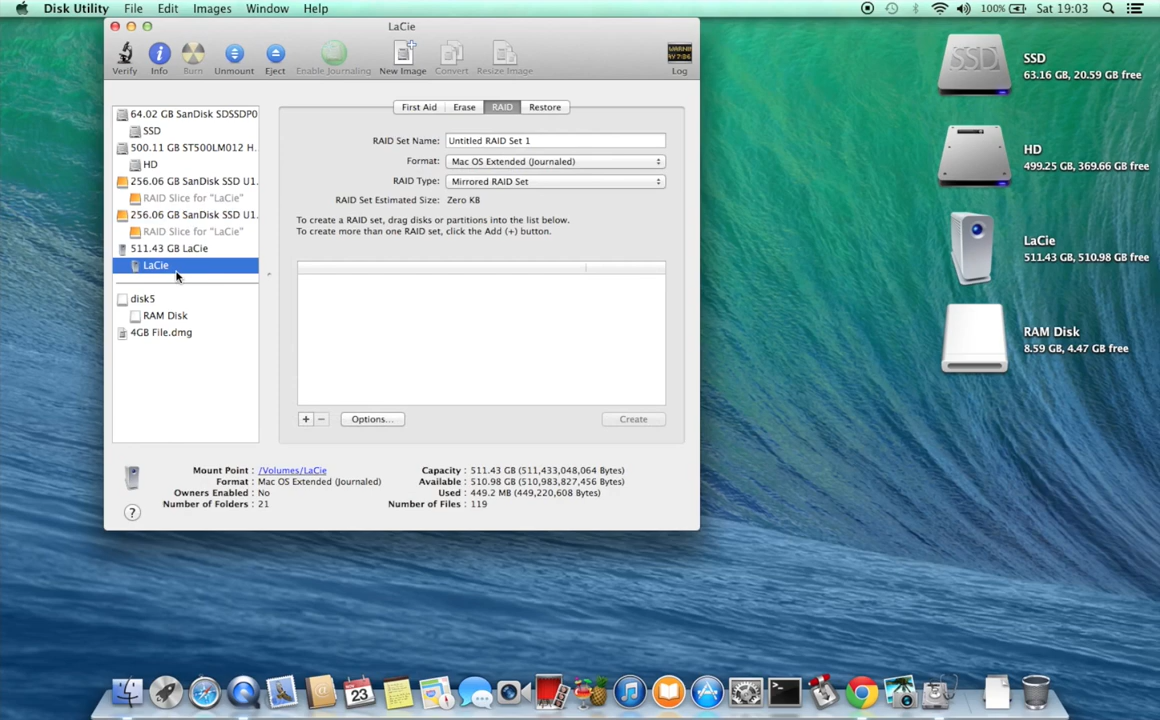 Disk Utility File Edit Images Window Help 100% Sat 19:03
LaCie
Verify Info Burn Unmount Eject Enable Journaling New Image Convert Resize Image Log
First Aid Erase RAID Restore
64.02 GB SanDisk SDSSDP0
SSD
500.11 GB ST500LM012 H.
HD
256.06 GB SanDisk SSD U1.
RAID Slice for "LaCie"
256.06 GB SanDisk SSD U1.
RAID Slice for "LaCie"
511.43 GB LaCie
LaCie
disk5
RAM Disk
4GB File.dmg
RAID Set Name: Untitled RAID Set 1
Format: Mac OS Extended (Journaled)
RAID Type: Mirrored RAID Set
RAID Set Estimated Size: Zero KB
To create a RAID set, drag disks or partitions into the list below.
To create more than one RAID set, click the Add (+) button.
+ − Options... Create
Mount Point : /Volumes/LaCie
Format : Mac OS Extended (Journaled)
Owners Enabled : No
Number of Folders : 21
Capacity : 511.43 GB (511,433,048,064 Bytes)
Available : 510.98 GB (510,983,827,456 Bytes)
Used : 449.2 MB (449,220,608 Bytes)
Number of Files : 119
?
SSD
SSD
63.16 GB, 20.59 GB free
HD
499.25 GB, 369.66 GB free
LaCie
511.43 GB, 510.98 GB free
RAM Disk
8.59 GB, 4.47 GB free
23